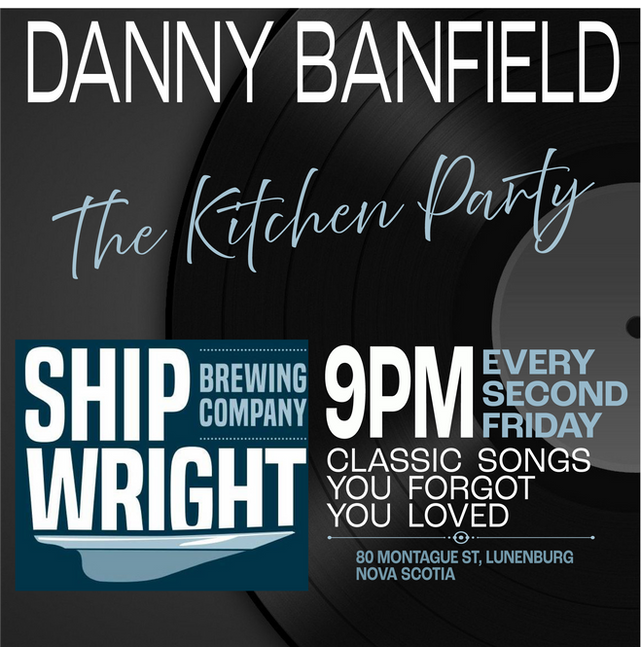 DANNY BANFIELD
The Kitchen Party
SHIP
BREWING
COMPANY
WRIGHT
9PM
EVERY
SECOND
FRIDAY
CLASSIC SONGS
YOU FORGOT
YOU LOVED
80 MONTAGUE ST, LUNENBURG
NOVA SCOTIA